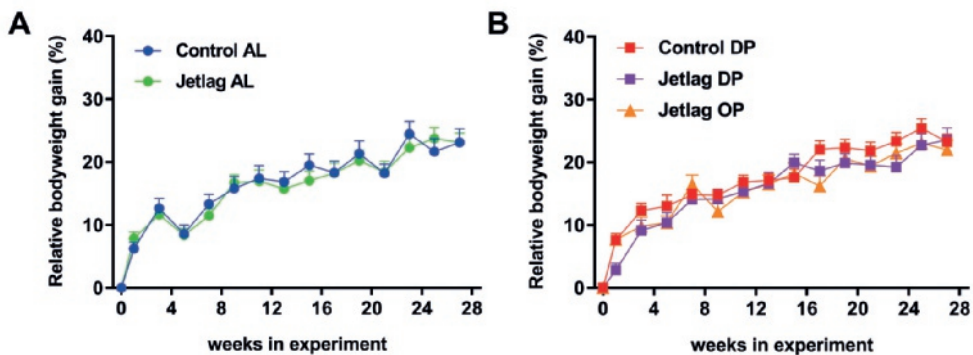 A
Relative bodyweight gain (%)
40
30
20
10
0
Control AL
Jetlag AL
0 4 8 12 16 20 24 28
weeks in experiment
B
Relative bodyweight gain (%)
40
30
20
10
0
Control DP
Jetlag DP
Jetlag OP
0 4 8 12 16 20 24 28
weeks in experiment